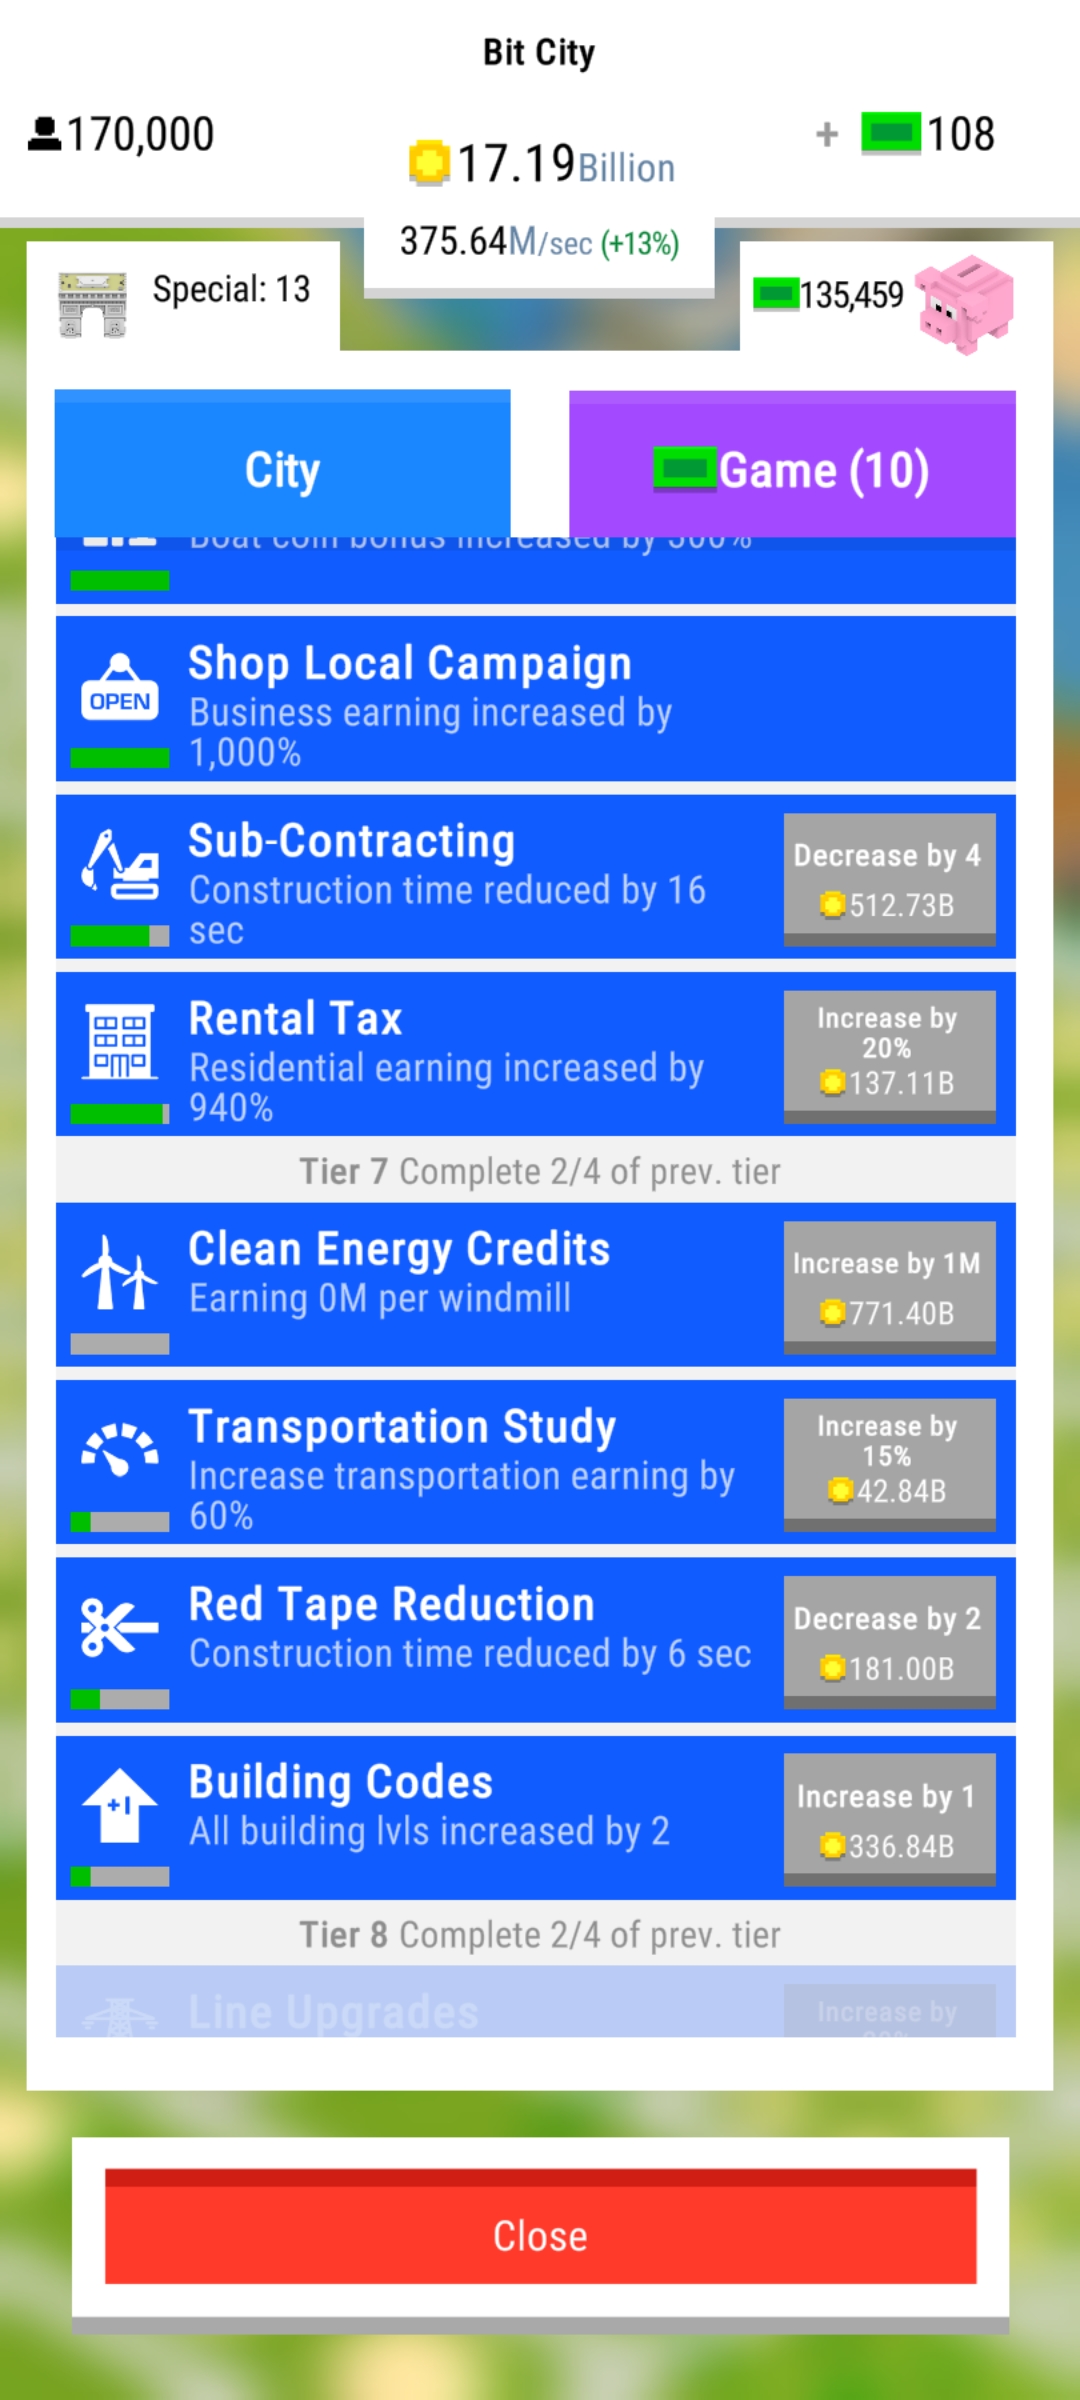 Bit City
170,000
17.19Billion
+ 108
375.64M/sec (+13%)
Special: 13
135,459
City
Game (10)
Boat coin bonus increased by 500%
Shop Local Campaign
OPEN
Business earning increased by
1,000%
Sub-Contracting
Construction time reduced by 16
sec
Decrease by 4
512.73B
Rental Tax
Residential earning increased by
940%
Increase by
20%
137.11B
Tier 7 Complete 2/4 of prev. tier
Clean Energy Credits
Earning 0M per windmill
Increase by 1M
771.40B
Transportation Study
Increase transportation earning by
60%
Increase by
15%
42.84B
Red Tape Reduction
Construction time reduced by 6 sec
Decrease by 2
181.00B
+1
Building Codes
All building lvls increased by 2
Increase by 1
336.84B
Tier 8 Complete 2/4 of prev. tier
Line Upgrades
Increase by
Close